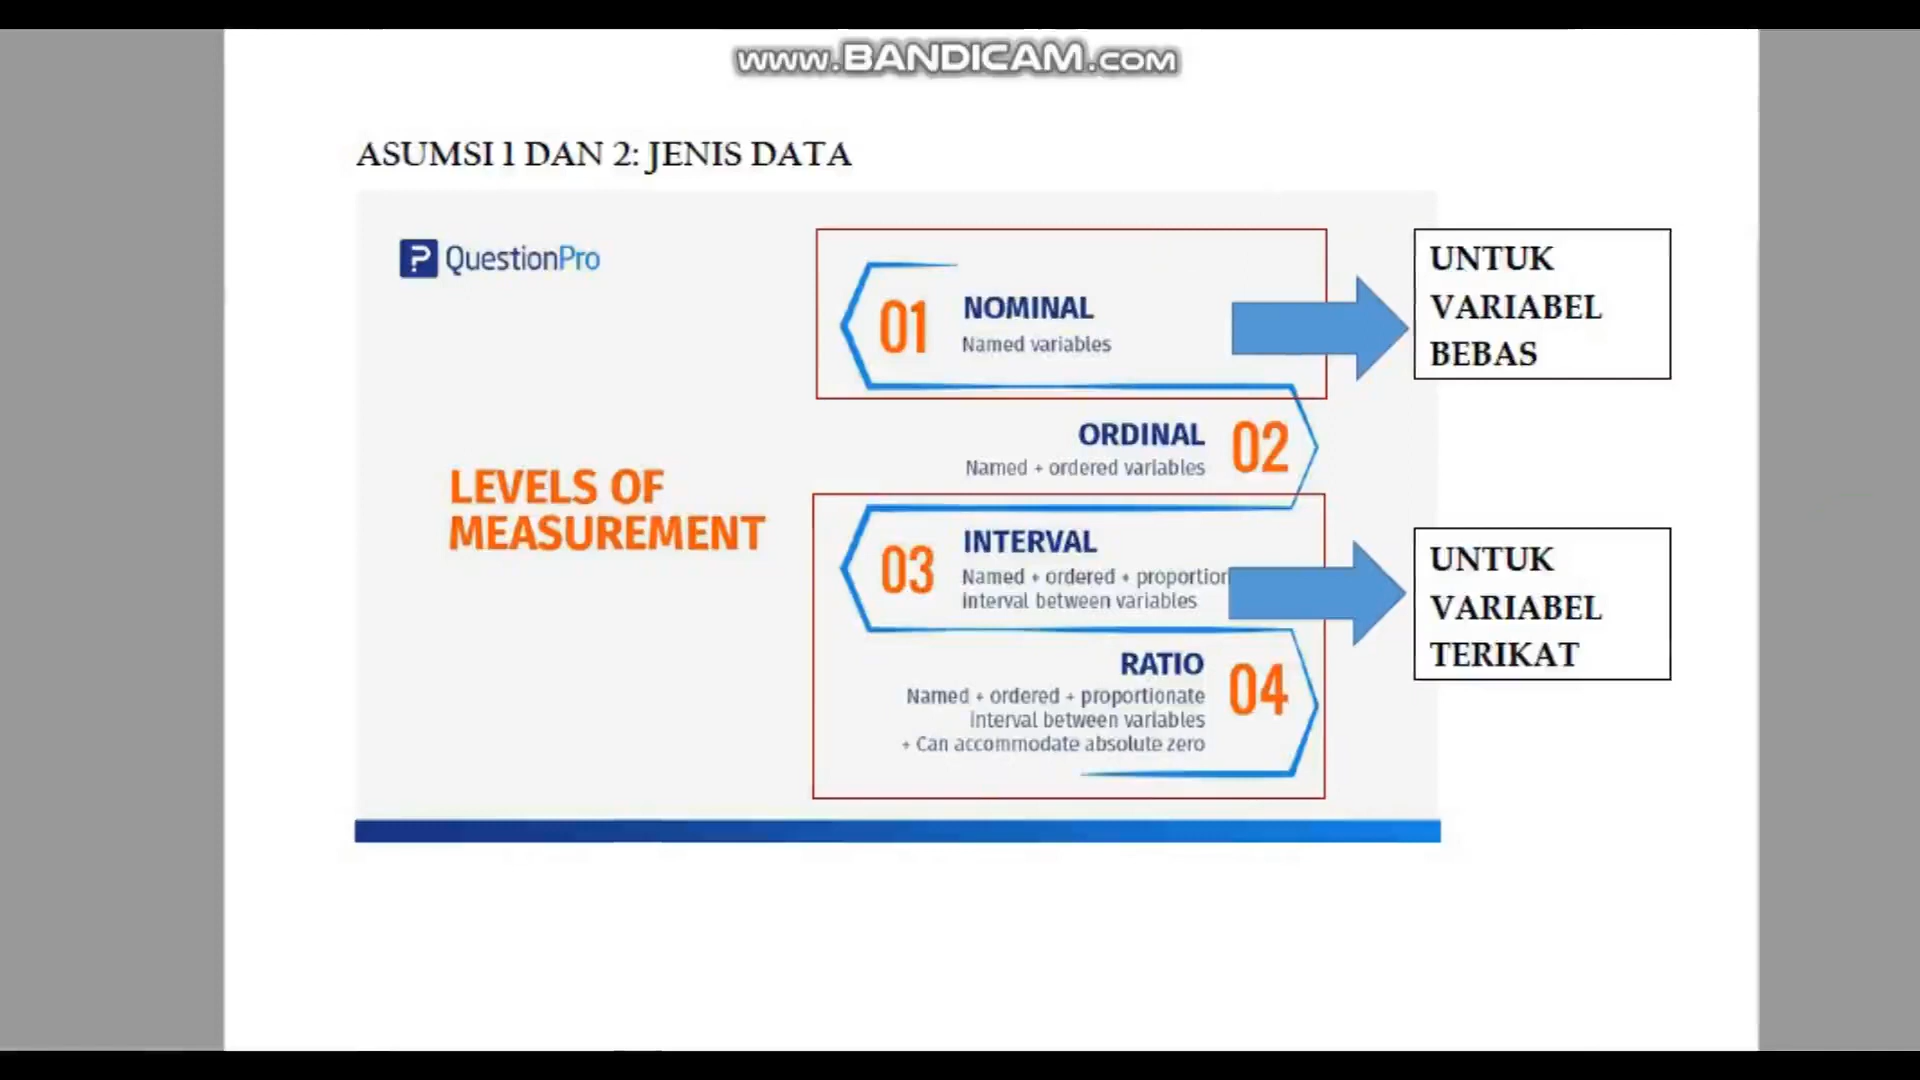 www.BANDICAM.com
ASUMSI 1 DAN 2: JENIS DATA
QuestionPro
LEVELS OF
MEASUREMENT
01
NOMINAL
Named variables
UNTUK
VARIABEL
BEBAS
ORDINAL
02
Named + ordered variables
03
INTERVAL
Named + ordered + proportion
interval between variables
UNTUK
VARIABEL
TERIKAT
RATIO
04
Named + ordered + proportionate
interval between variables
+ Can accommodate absolute zero